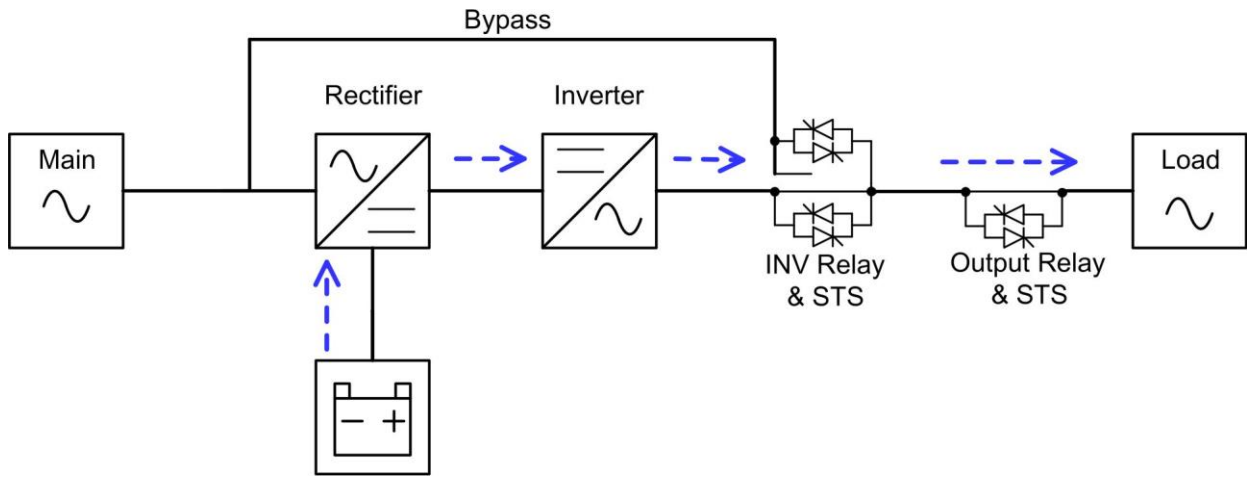 Bypass
Rectifier
Inverter
Main
Load
INV Relay
& STS
Output Relay
& STS